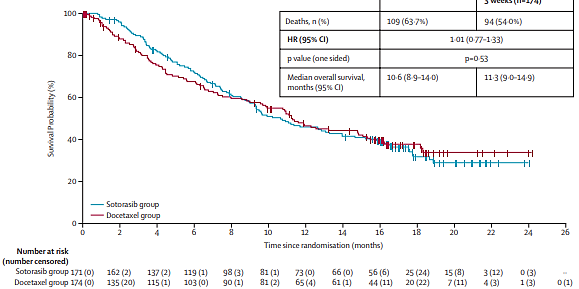 3 weeks (n=174)
Deaths, n (%) 109 (63·7%) 94 (54·0%)
HR (95% CI) 1·01 (0·77–1·33)
p value (one sided) p=0·53
Median overall survival, months (95% CI) 10·6 (8·9–14·0) 11·3 (9·0–14·9)
Survival Probability (%)
100
80
60
40
20
0
Sotorasib group
Docetaxel group
0 2 4 6 8 10 12 14 16 18 20 22 24 26
Time since randomisation (months)
Number at risk
(number censored)
Sotorasib group 171 (0) 162 (2) 137 (2) 119 (1) 98 (3) 81 (1) 73 (0) 66 (0) 56 (6) 25 (24) 15 (8) 3 (12) 0 (3) ··
Docetaxel group 174 (0) 135 (20) 115 (1) 103 (0) 90 (1) 81 (2) 65 (4) 61 (1) 44 (11) 20 (22) 7 (11) 4 (3) 1 (3) 0 (1)